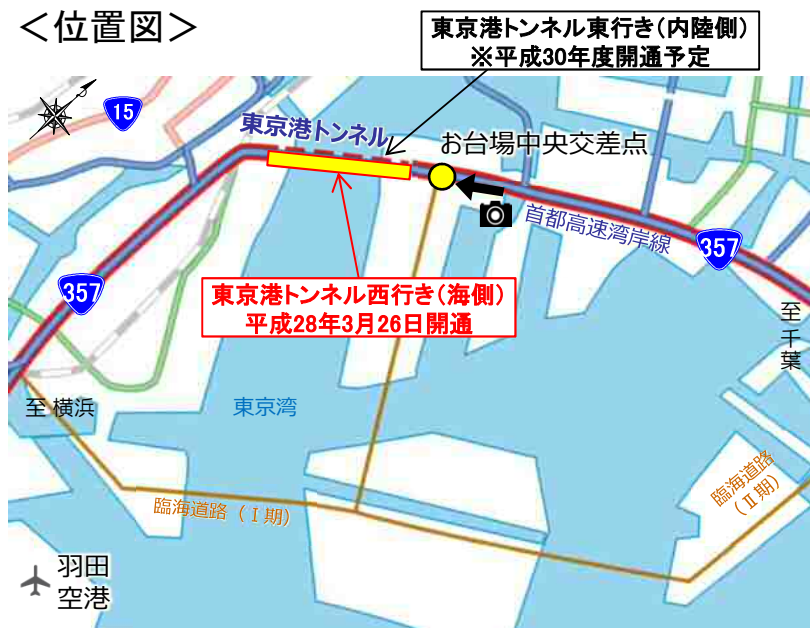 <位置図>
東京港トンネル東行き(内陸側)
※平成30年度開通予定
15
東京港トンネル
お台場中央交差点
首都高速湾岸線
357
357
東京港トンネル西行き(海側)
平成28年3月26日開通
至千葉
至 横浜
東京湾
臨海道路(Ⅰ期)
臨海道路
(Ⅱ期)
羽田
空港